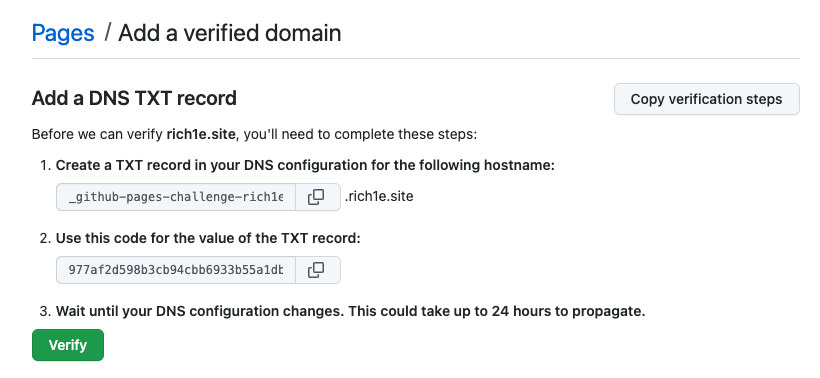 Pages / Add a verified domain
Add a DNS TXT record
Copy verification steps
Before we can verify rich1e.site, you'll need to complete these steps:
1. Create a TXT record in your DNS configuration for the following hostname:
_github-pages-challenge-rich1e .rich1e.site
2. Use this code for the value of the TXT record:
977af2d598b3cb94cbb6933b55a1db
3. Wait until your DNS configuration changes. This could take up to 24 hours to propagate.
Verify